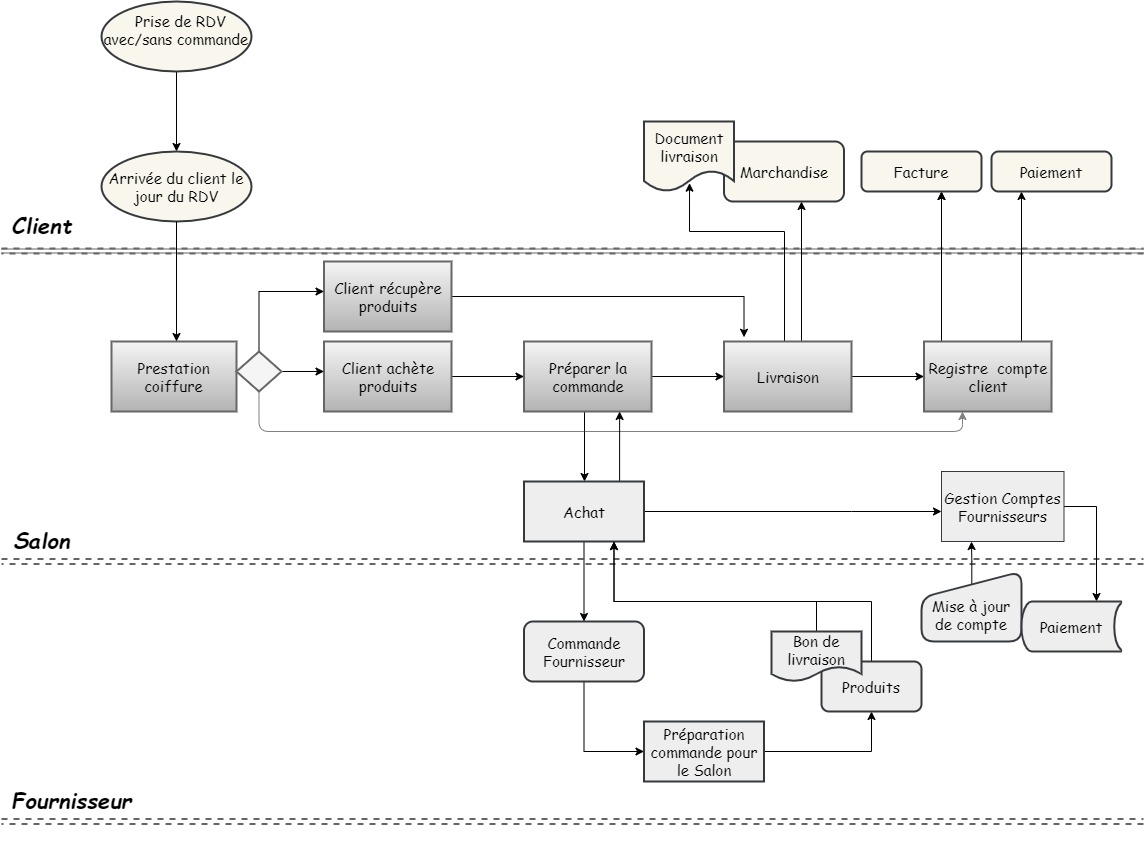 Prise de RDV
avec/sans commande
Arrivée du client le
jour du RDV
Document
livraison
Marchandise
Facture
Paiement
Client
Client récupère
produits
Prestation
coiffure
Client achète
produits
Préparer la
commande
Livraison
Registre compte
client
Achat
Gestion Comptes
Fournisseurs
Salon
Mise à jour
de compte
Paiement
Commande
Fournisseur
Bon de
livraison
Produits
Préparation
commande pour
le Salon
Fournisseur